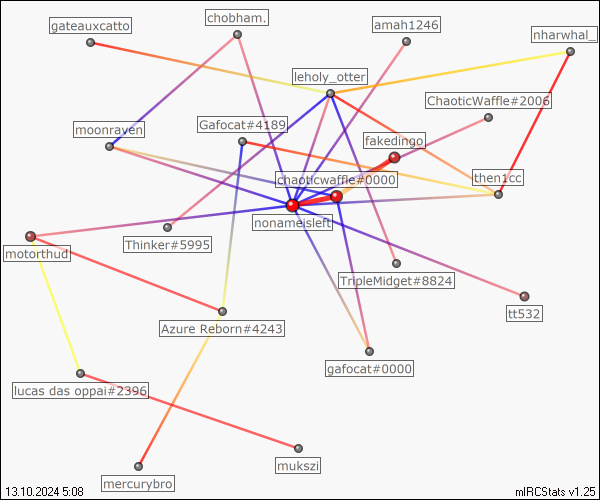 chobham.
gateauxcatto
amah1246
nharwhal_
leholy_otter
ChaoticWaffle#2006
Gafocat#4189
moonraven
fakedingo
chaoticwaffle#0000
then1cc
nonameisleft
Thinker#5995
motorthud
TripleMidget#8824
tt532
Azure Reborn#4243
gafocat#0000
lucas das oppai#2396
mukszi
mercurybro
13.10.2024 5:08
mIRCStats v1.25